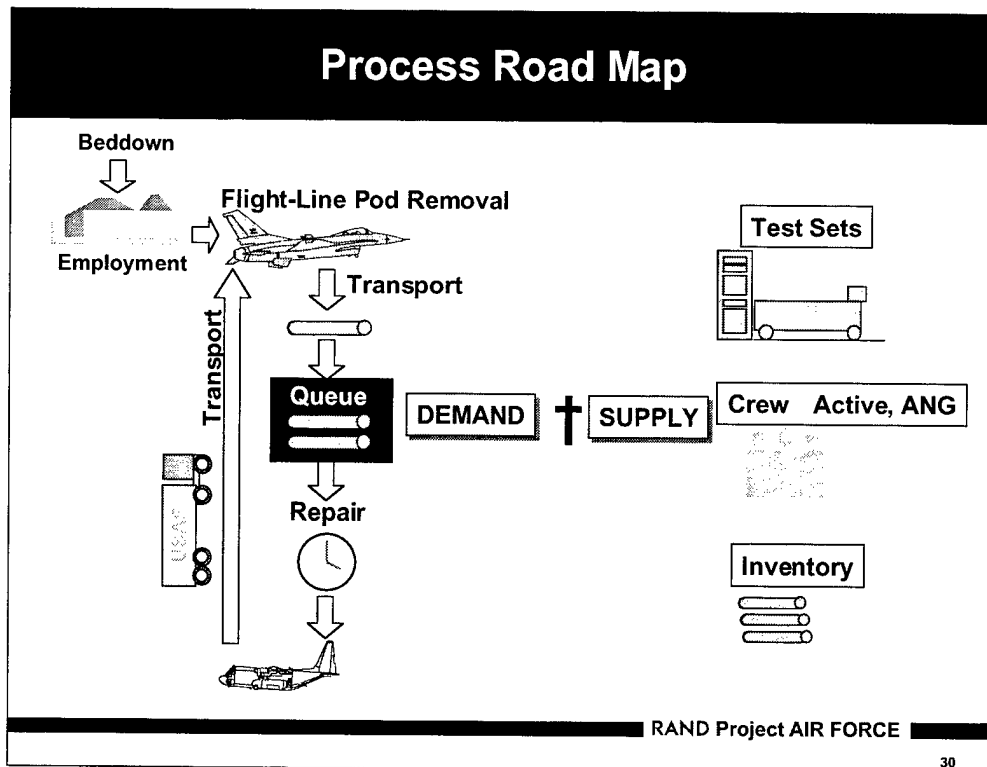 Process Road Map
Beddown
Employment
Flight-Line Pod Removal
Transport
Transport
Queue
Repair
USAF
DEMAND
SUPPLY
Test Sets
Crew Active, ANG
Inventory
RAND Project AIR FORCE
30